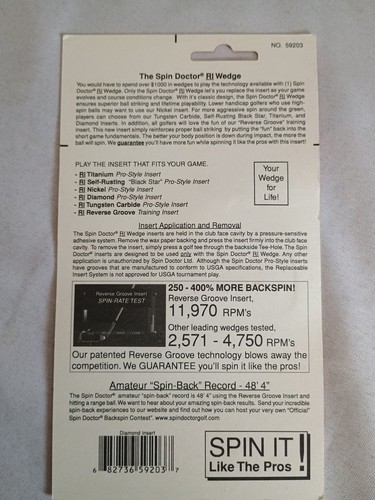 NO. 59203
The Spin Doctor® RI Wedge
You would have to spend over $1000 in wedges to play the technology available with (1) Spin
Doctor® RI Wedge. Only the Spin Doctor® RI Wedge let's you replace the insert as your game
evolves and course conditions change. With it's classic design, the Spin Doctor® RI Wedge
ensures superior ball striking and lifetime playability. Lower handicap golfers who use high-
spin balls may want to use our Nickel insert. For more aggressive spin around the green,
players can choose from our Tungsten Carbide, Self-Rusting Black Star, Titanium, and
Diamond Inserts. In addition, all golfers will love the fun of our "Reverse Groove" training
insert. This new insert simply reinforces proper ball striking by putting the "fun" back into the
short game fundamentals. The better your body position is down during impact, the more the
ball will spin. We guarantee you'll have more fun while spinning it like the pros with this insert!
PLAY THE INSERT THAT FITS YOUR GAME.
- RI Titanium Pro-Style Insert
- RI Self-Rusting "Black Star" Pro-Style Insert
- RI Nickel Pro-Style Insert
- RI Diamond Pro-Style Insert
- RI Tungsten Carbide Pro-Style Insert
- RI Reverse Groove Training Insert
Your
Wedge
for
Life!
Insert Application and Removal
The Spin Doctor® RI Wedge inserts are held in the club face cavity by a pressure-sensitive
adhesive system. Remove the wax paper backing and press the insert firmly into the club face
cavity. To remove the insert, simply press a golf tee through the backside Tee-Hole. The Spin
Doctor® inserts are designed to be used only with the Spin Doctor® RI Wedge. Any other
application is unauthorized by Spin Doctor Ltd. Although the Spin Doctor Pro-Style inserts
have grooves that are manufactured to conform to USGA specifications, the Replaceable
Insert System is not approved for USGA tournament play.
Reverse Groove Insert
SPIN-RATE TEST
250 - 400% MORE BACKSPIN!
Reverse Groove Insert,
11,970 RPM's
Other leading wedges tested,
2,571 - 4,750 RPM's
Our patented Reverse Groove technology blows away the
competition. We GUARANTEE you'll spin it like the pros!
Amateur "Spin-Back" Record - 48' 4"
The Spin Doctor® amateur "spin-back" record is 48' 4" using the Reverse Groove Insert and
hitting a range ball. We want to hear about your amazing spin-back results. Send your incredible
spin-back experiences to our website and find out how you can host your very own "Official"
Spin Doctor® Backspin Contest". www.spindoctorgolf.com
Diamond Insert
6 82736 59203 7
SPIN IT!
Like The Pros